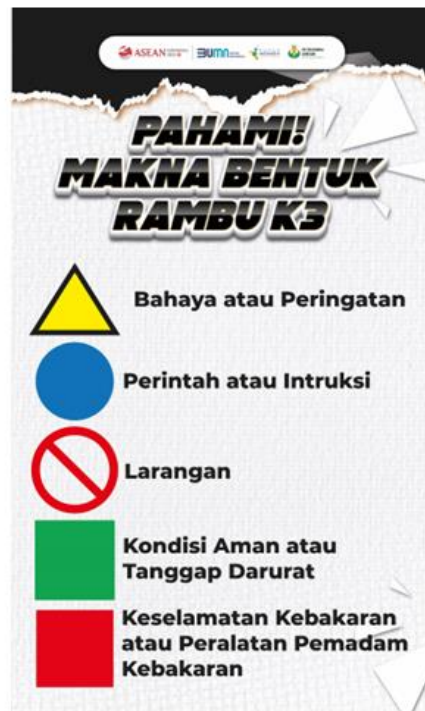 ASEAN
BUMN
PAHAMI!
MAKNA BENTUK
RAMBU K3
Bahaya atau Peringatan
Perintah atau Intruksi
Larangan
Kondisi Aman atau
Tanggap Darurat
Keselamatan Kebakaran
atau Peralatan Pemadam
Kebakaran